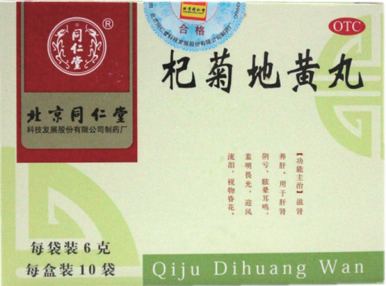 同仁堂
®
北京同仁堂
科技发展股份有限公司制药厂
合格
OTC
杞菊地黄丸
【功能主治】滋肾
养肝。用于肝肾
阴亏，眩晕耳鸣，
羞明畏光，迎风
流泪，视物昏花。
每袋装6克
每盒装10袋
Qiju Dihuang Wan